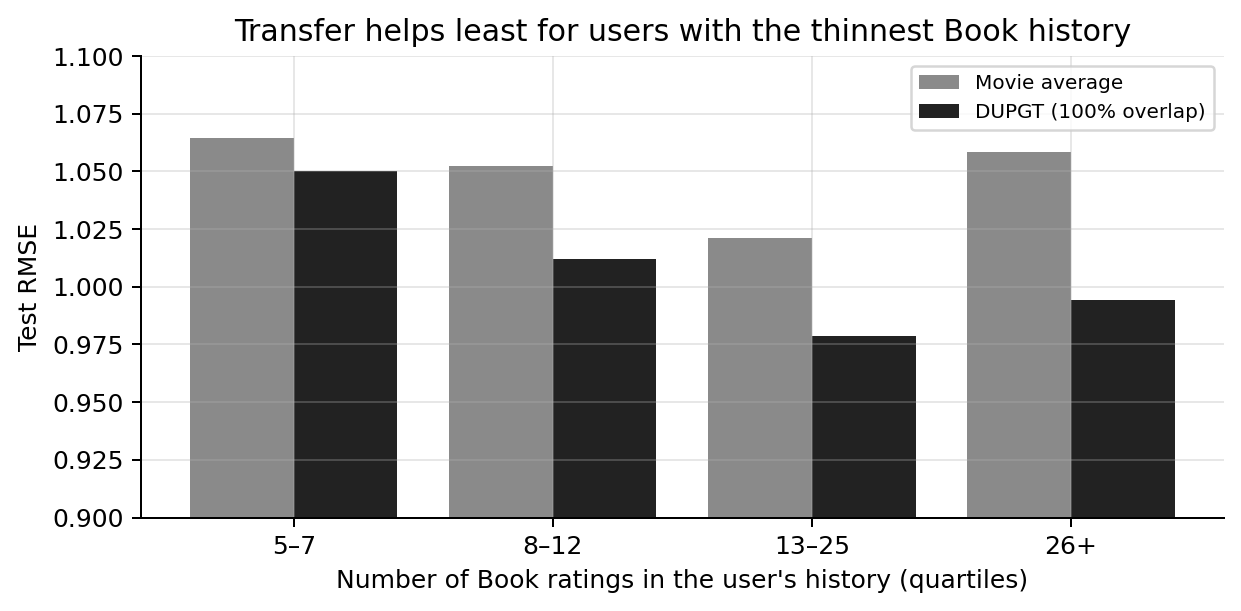 Transfer helps least for users with the thinnest Book history
Movie average
DUPGT (100% overlap)
Test RMSE
1.100
1.075
1.050
1.025
1.000
0.975
0.950
0.925
0.900
5–7 8–12 13–25 26+
Number of Book ratings in the user's history (quartiles)